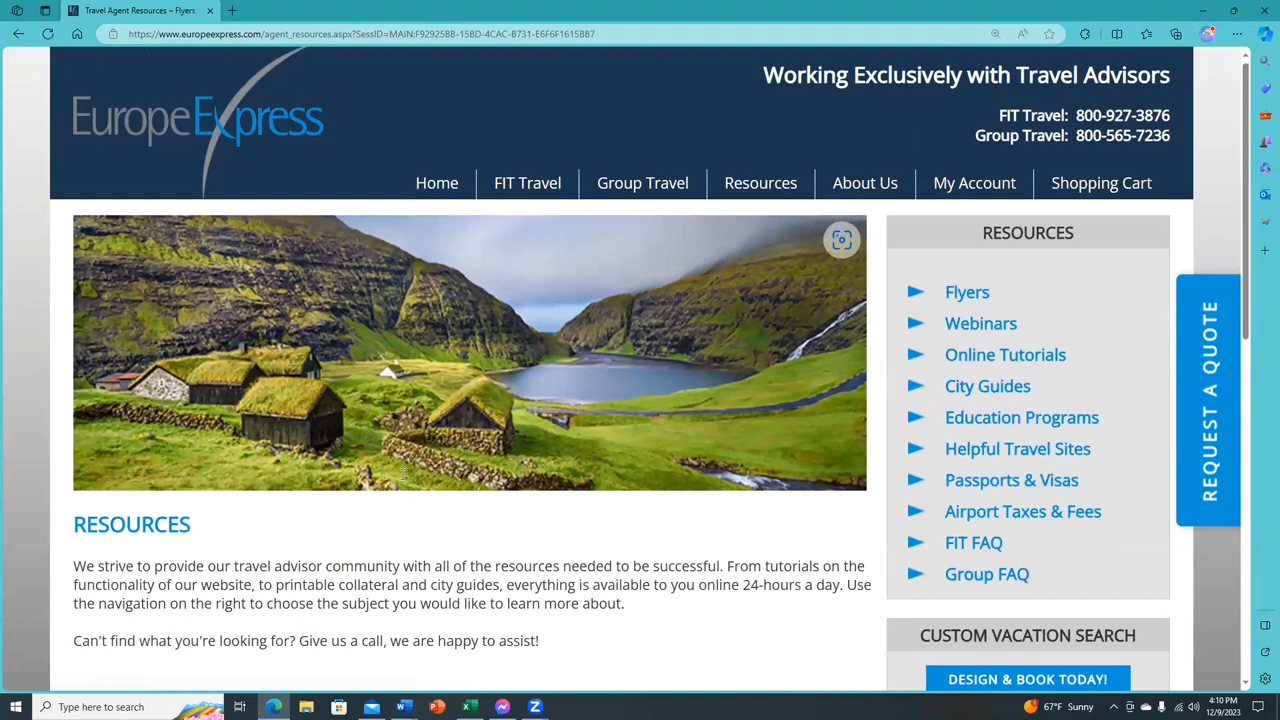 Travel Agent Resources – Flyers,
https://www.europeexpress.com/agent_resources.aspx?SessID=MAIN:F92925BB-15BD-4CAC-B731-E6F6F1615BB7
EuropeExpress
Working Exclusively with Travel Advisors
FIT Travel: 800-927-3876
Group Travel: 800-565-7236
Home FIT Travel Group Travel Resources About Us My Account Shopping Cart
RESOURCES
Flyers
Webinars
Online Tutorials
City Guides
Education Programs
Helpful Travel Sites
Passports & Visas
Airport Taxes & Fees
FIT FAQ
Group FAQ
REQUEST A QUOTE
RESOURCES
We strive to provide our travel advisor community with all of the resources needed to be successful. From tutorials on the
functionality of our website, to printable collateral and city guides, everything is available to you online 24-hours a day. Use
the navigation on the right to choose the subject you would like to learn more about.
Can't find what you're looking for? Give us a call, we are happy to assist!
CUSTOM VACATION SEARCH
DESIGN & BOOK TODAY!
Type here to search
67°F Sunny
4:10 PM
12/9/2023